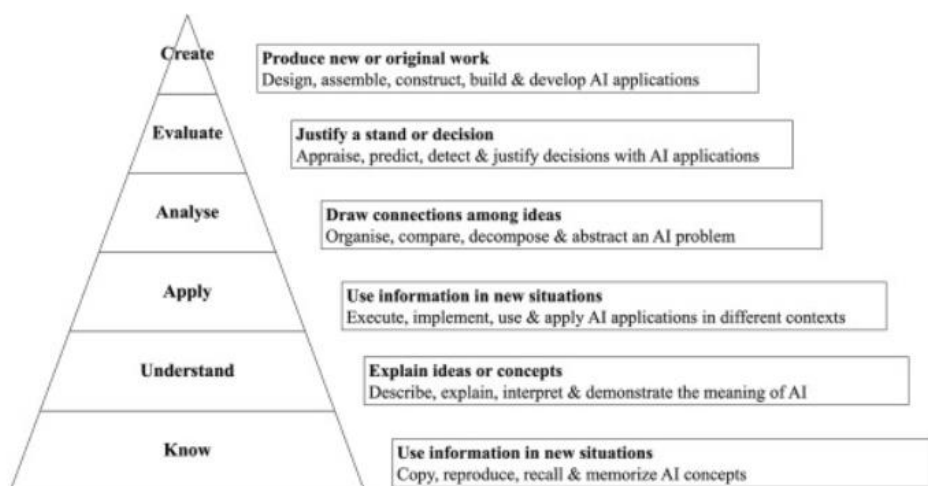 Create
Produce new or original work
Design, assemble, construct, build & develop AI applications
Evaluate
Justify a stand or decision
Appraise, predict, detect & justify decisions with AI applications
Analyse
Draw connections among ideas
Organise, compare, decompose & abstract an AI problem
Apply
Use information in new situations
Execute, implement, use & apply AI applications in different contexts
Understand
Explain ideas or concepts
Describe, explain, interpret & demonstrate the meaning of AI
Know
Use information in new situations
Copy, reproduce, recall & memorize AI concepts